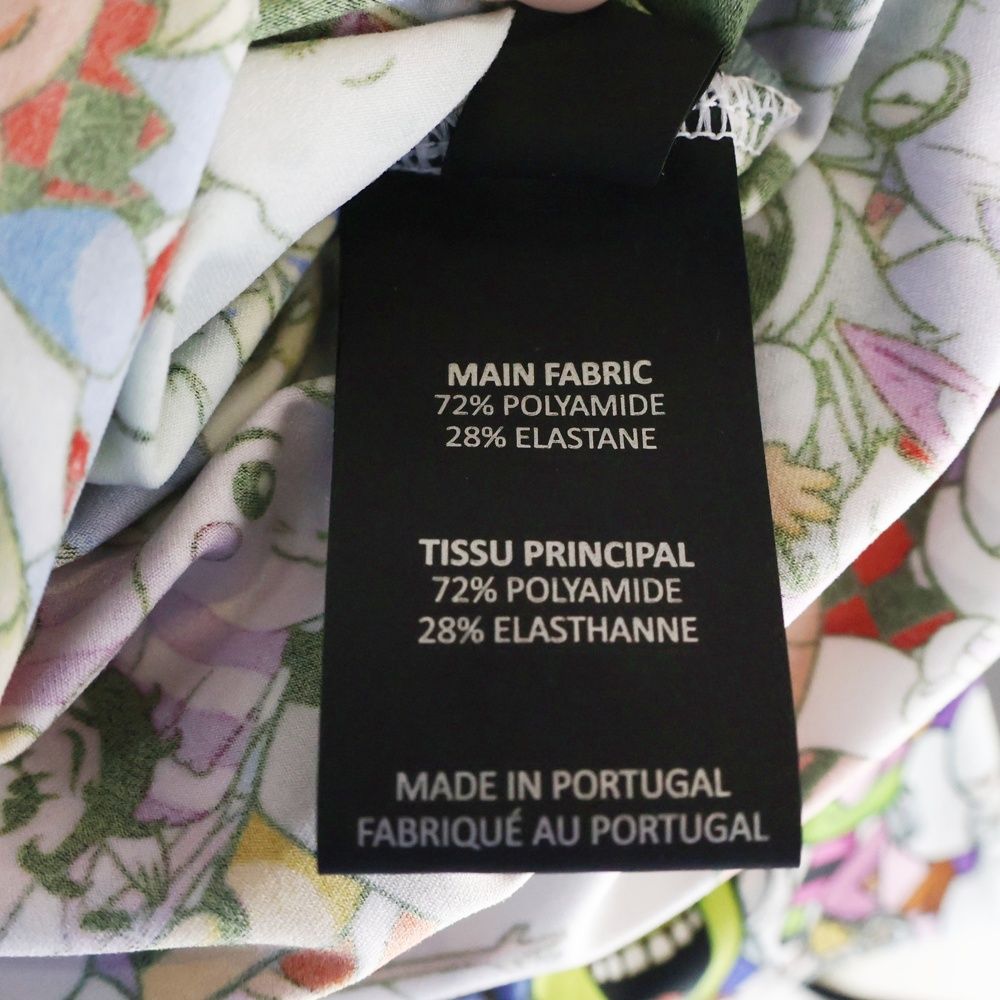 MAIN FABRIC
72% POLYAMIDE
28% ELASTANE
TISSU PRINCIPAL
72% POLYAMIDE
28% ELASTHANNE
MADE IN PORTUGAL
FABRIQUÉ AU PORTUGAL